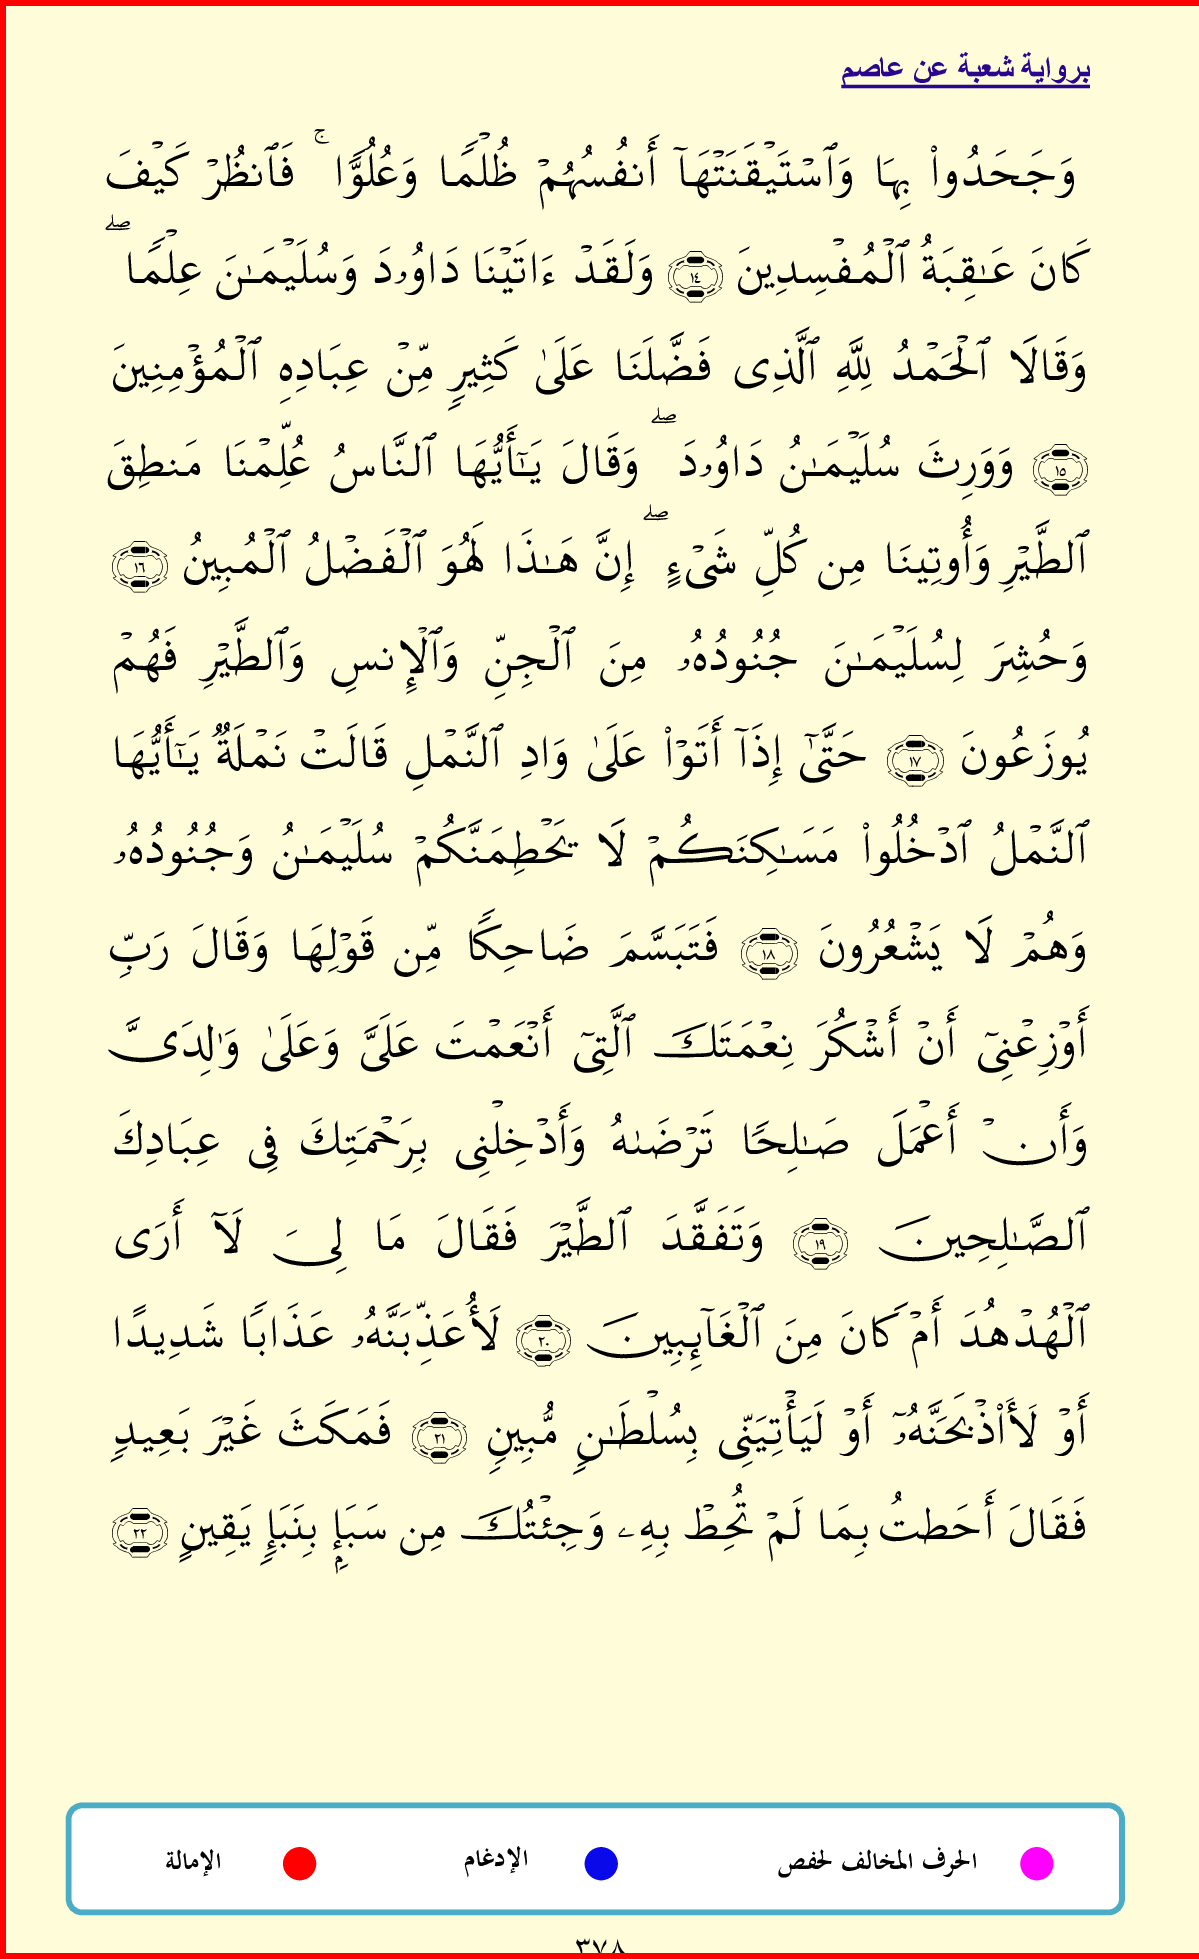 برواية شعبة عن عاصم
وَجَحَدُوا۟ بِهَا وَٱسْتَيْقَنَتْهَآ أَنفُسُهُمْ ظُلْمًا وَعُلُوًّا ۚ فَٱنظُرْ كَيْفَ
كَانَ عَـٰقِبَةُ ٱلْمُفْسِدِينَ ١٤ وَلَقَدْ ءَاتَيْنَا دَاوُۥدَ وَسُلَيْمَـٰنَ عِلْمًا ۖ
وَقَالَا ٱلْحَمْدُ لِلَّهِ ٱلَّذِى فَضَّلَنَا عَلَىٰ كَثِيرٍ مِّنْ عِبَادِهِ ٱلْمُؤْمِنِينَ
١٥ وَوَرِثَ سُلَيْمَـٰنُ دَاوُۥدَ ۖ وَقَالَ يَـٰٓأَيُّهَا ٱلنَّاسُ عُلِّمْنَا مَنطِقَ
ٱلطَّيْرِ وَأُوتِينَا مِن كُلِّ شَىْءٍ ۖ إِنَّ هَـٰذَا لَهُوَ ٱلْفَضْلُ ٱلْمُبِينُ ١٦
وَحُشِرَ لِسُلَيْمَـٰنَ جُنُودُهُۥ مِنَ ٱلْجِنِّ وَٱلْإِنسِ وَٱلطَّيْرِ فَهُمْ
يُوزَعُونَ ١٧ حَتَّىٰٓ إِذَآ أَتَوْا۟ عَلَىٰ وَادِ ٱلنَّمْلِ قَالَتْ نَمْلَةٌ يَـٰٓأَيُّهَا
ٱلنَّمْلُ ٱدْخُلُوا۟ مَسَـٰكِنَكُمْ لَا يَحْطِمَنَّكُمْ سُلَيْمَـٰنُ وَجُنُودُهُۥ
وَهُمْ لَا يَشْعُرُونَ ١٨ فَتَبَسَّمَ ضَاحِكًا مِّن قَوْلِهَا وَقَالَ رَبِّ
أَوْزِعْنِىٓ أَنْ أَشْكُرَ نِعْمَتَكَ ٱلَّتِىٓ أَنْعَمْتَ عَلَىَّ وَعَلَىٰ وَٰلِدَىَّ
وَأَنْ أَعْمَلَ صَـٰلِحًا تَرْضَىٰهُ وَأَدْخِلْنِى بِرَحْمَتِكَ فِى عِبَادِكَ
ٱلصَّـٰلِحِينَ ١٩ وَتَفَقَّدَ ٱلطَّيْرَ فَقَالَ مَا لِىَ لَآ أَرَى
ٱلْهُدْهُدَ أَمْ كَانَ مِنَ ٱلْغَآئِبِينَ ٢٠ لَأُعَذِّبَنَّهُۥ عَذَابًا شَدِيدًا
أَوْ لَأَا۟ذْبَحَنَّهُۥٓ أَوْ لَيَأْتِيَنِّى بِسُلْطَـٰنٍ مُّبِينٍ ٢١ فَمَكُثَ غَيْرَ بَعِيدٍ
فَقَالَ أَحَطتُ بِمَا لَمْ تُحِطْ بِهِۦ وَجِئْتُكَ مِن سَبَإٍۭ بِنَبَإٍ يَقِينٍ ٢٢
الحرف المخالف لحفص الإدغام الإمالة
٣٧٨